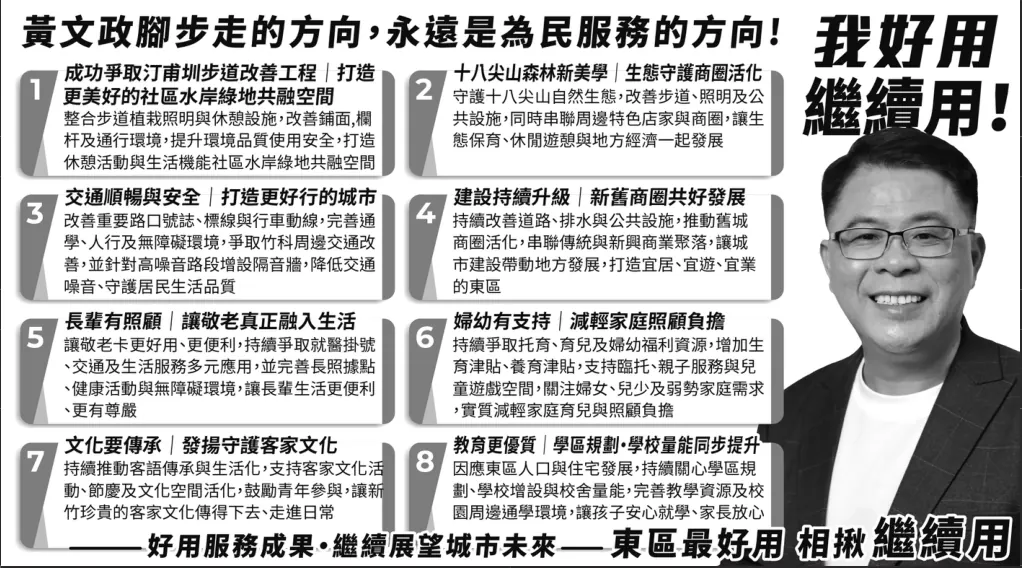 黃文政腳步走的方向,永遠是為民服務的方向!
我好用
繼續用!
1
成功爭取汀甫圳步道改善工程｜打造
更美好的社區水岸綠地共融空間
整合步道植栽照明與休憩設施,改善鋪面,欄
杆及通行環境,提升環境品質使用安全,打造
休憩活動與生活機能社區水岸綠地共融空間
2
十八尖山森林新美學｜生態守護商圈活化
守護十八尖山自然生態,改善步道、照明及公
共設施,同時串聯周邊特色店家與商圈,讓生
態保育、休閒遊憩與地方經濟一起發展
3
交通順暢與安全｜打造更好行的城市
改善重要路口號誌、標線與行車動線,完善通
學、人行及無障礙環境,爭取竹科周邊交通改
善,並針對高噪音路段增設隔音牆,降低交通
噪音、守護居民生活品質
4
建設持續升級｜新舊商圈共好發展
持續改善道路、排水與公共設施,推動舊城
商圈活化,串聯傳統與新興商業聚落,讓城
市建設帶動地方發展,打造宜居、宜遊、宜業
的東區
5
長輩有照顧｜讓敬老真正融入生活
讓敬老卡更好用、更便利,持續爭取就醫掛號
、交通及生活服務多元應用,並完善長照據點
、健康活動與無障礙環境,讓長輩生活更便利
、更有尊嚴
6
婦幼有支持｜減輕家庭照顧負擔
持續爭取托育、育兒及婦幼福利資源,增加生
育津貼、養育津貼,支持臨托、親子服務與兒
童遊戲空間,關注婦女、兒少及弱勢家庭需求
,實質減輕家庭育兒與照顧負擔
7
文化要傳承｜發揚守護客家文化
持續推動客語傳承與生活化,支持客家文化活
動、節慶及文化空間活化,鼓勵青年參與,讓新
竹珍貴的客家文化傳得下去、走進日常
8
教育更優質｜學區規劃·學校量能同步提升
因應東區人口與住宅發展,持續關心學區規
劃、學校增設與校舍量能,完善教學資源及校
園周邊通學環境,讓孩子安心就學、家長放心
——好用服務成果·繼續展望城市未來——東區最好用 相揪繼續用